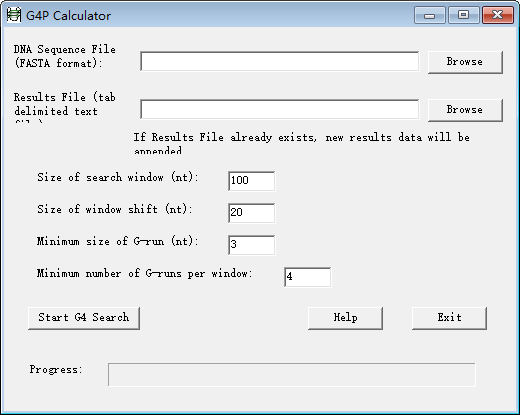 G4P Calculator
DNA Sequence File
(FASTA format):
Browse
Results File (tab
delimited text
file)
Browse
If Results File already exists, new results data will be
appended
Size of search window (nt):
100
Size of window shift (nt):
20
Minimum size of G-run (nt):
3
Minimum number of G-runs per window:
4
Start G4 Search
Help
Exit
Progress: